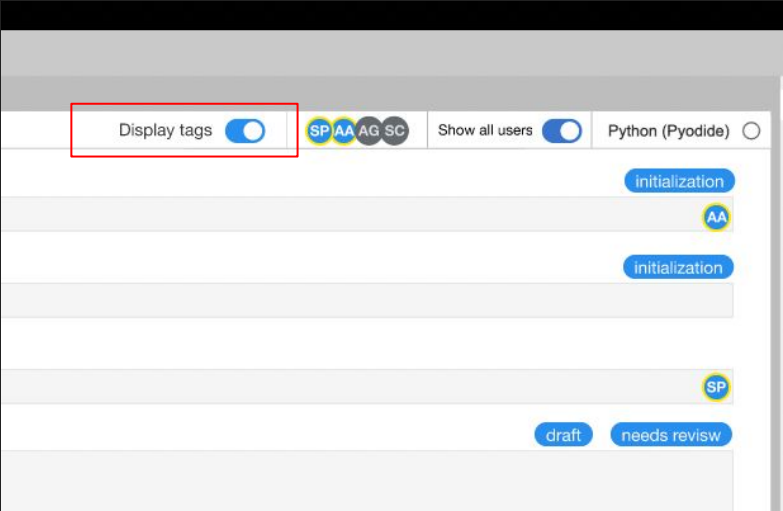 Display tags SP AA AG SC Show all users Python (Pyodide)
initialization
AA
initialization
SP
draft needs revisw